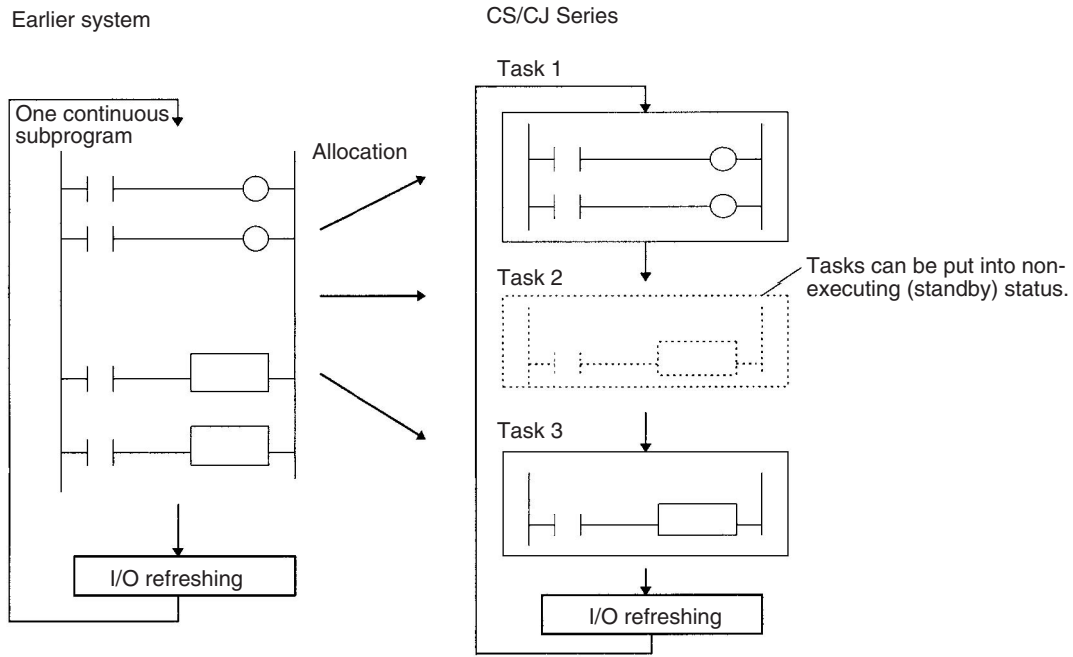 Earlier system
One continuous
subprogram
Allocation
I/O refreshing
CS/CJ Series
Task 1
Task 2
Tasks can be put into non-
executing (standby) status.
Task 3
I/O refreshing